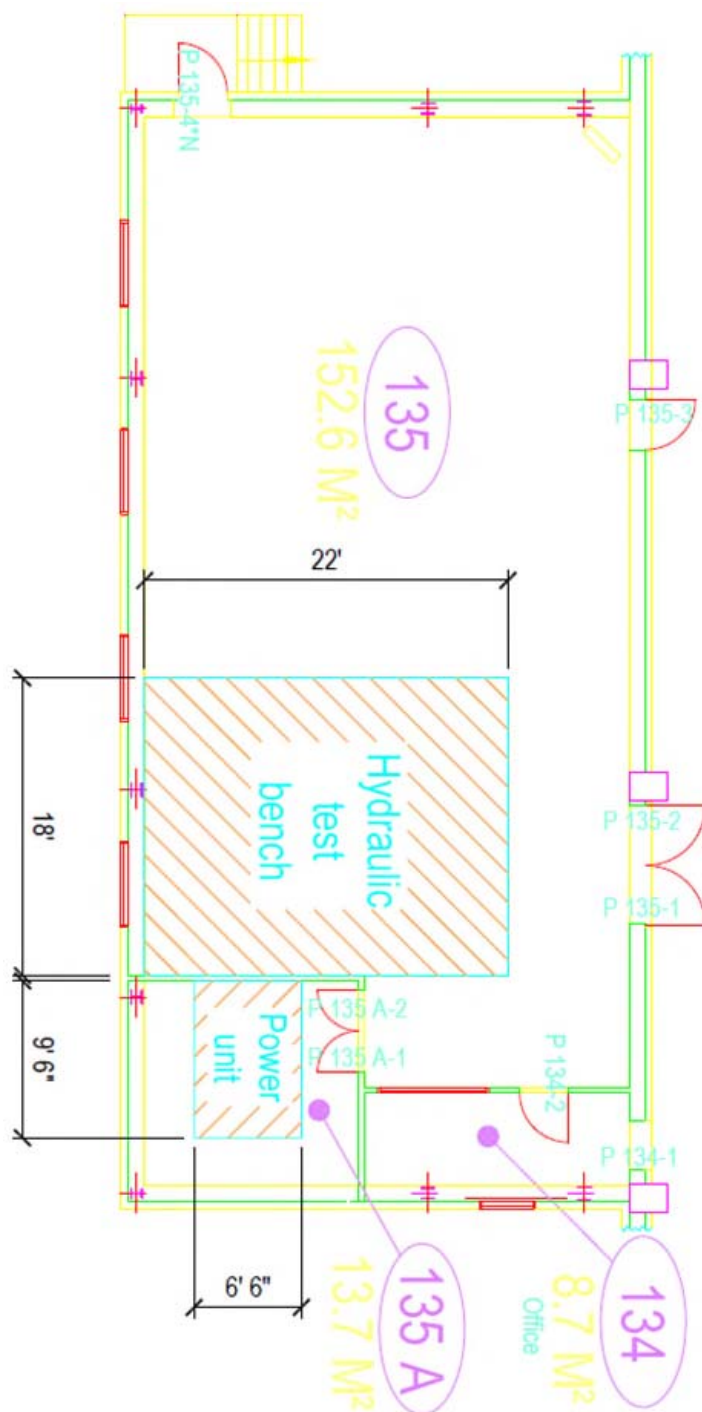 P 135-4*N
135
152.6 M²
P 135-3
22'
Hydraulic
test
bench
18'
P 135-2
P 135-1
Power
unit
9' 6"
P 135 A-2
P 135 A-1
P 134-2
P 134-1
6' 6"
135 A
13.7 M²
134
8.7 M²
Office